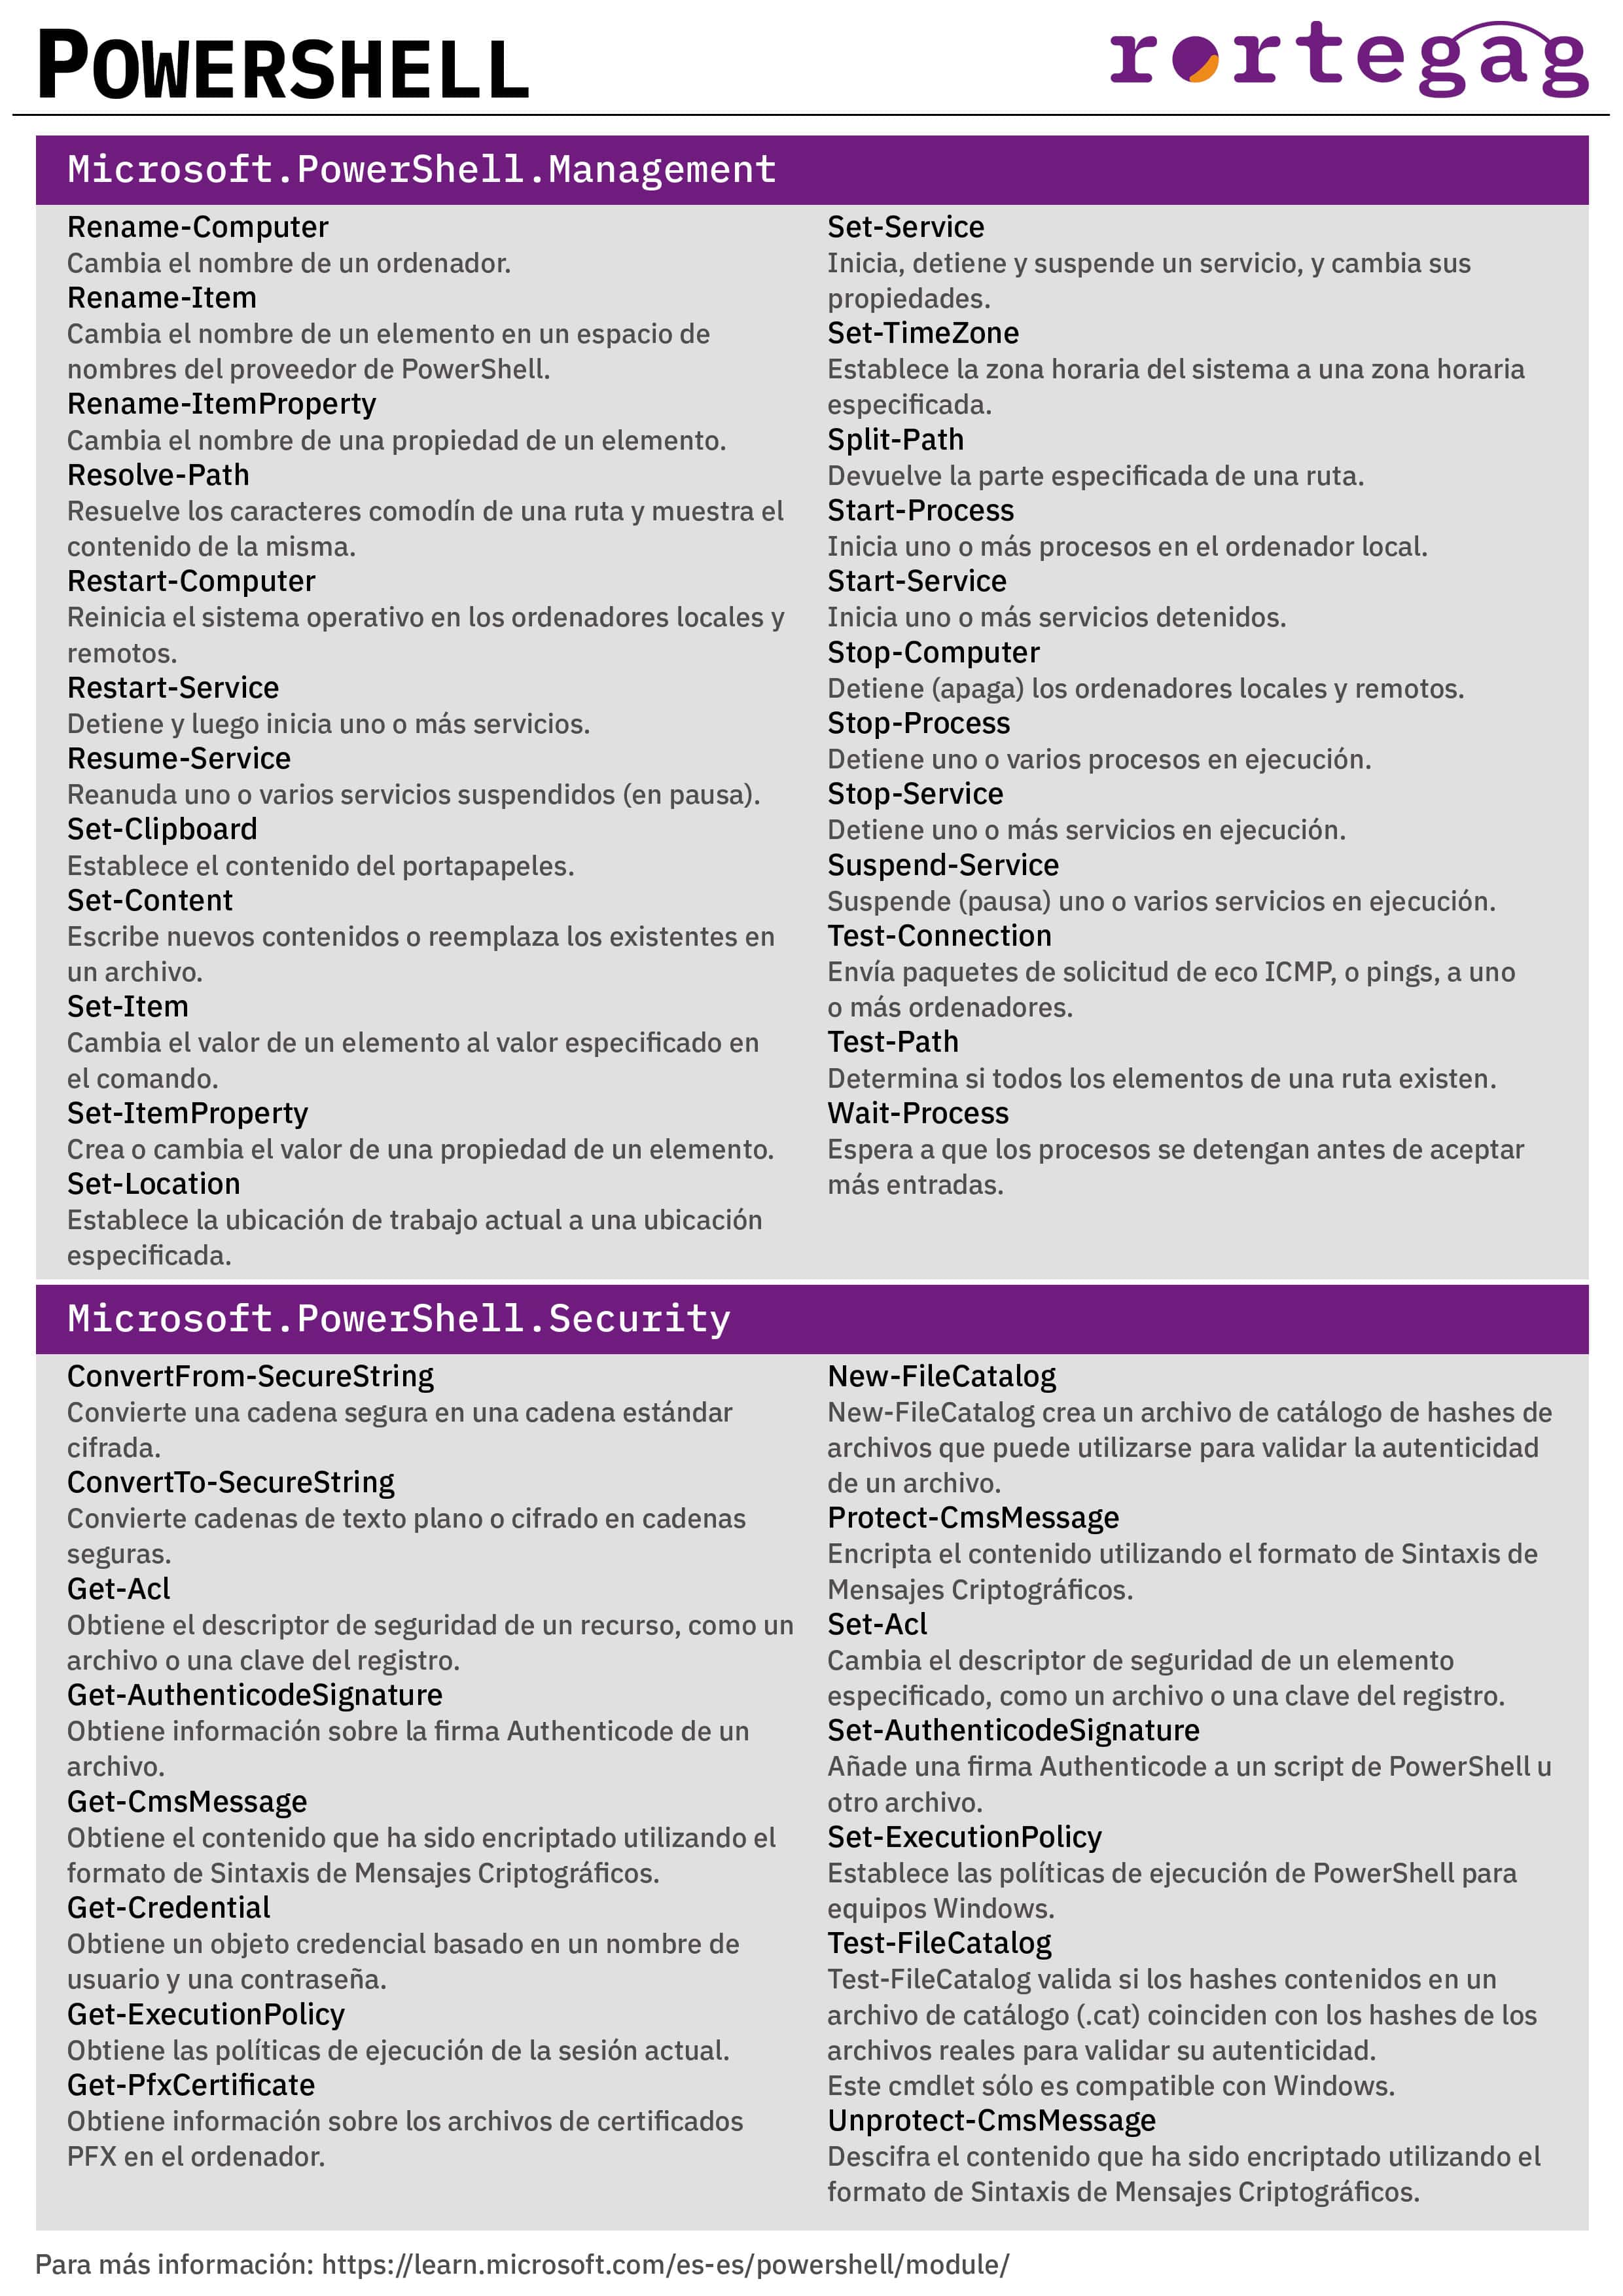 POWERSHELL
rortegag
Microsoft.PowerShell.Management
Rename-Computer
Cambia el nombre de un ordenador.
Rename-Item
Cambia el nombre de un elemento en un espacio de
nombres del proveedor de PowerShell.
Rename-ItemProperty
Cambia el nombre de una propiedad de un elemento.
Resolve-Path
Resuelve los caracteres comodín de una ruta y muestra el
contenido de la misma.
Restart-Computer
Reinicia el sistema operativo en los ordenadores locales y
remotos.
Restart-Service
Detiene y luego inicia uno o más servicios.
Resume-Service
Reanuda uno o varios servicios suspendidos (en pausa).
Set-Clipboard
Establece el contenido del portapapeles.
Set-Content
Escribe nuevos contenidos o reemplaza los existentes en
un archivo.
Set-Item
Cambia el valor de un elemento al valor especificado en
el comando.
Set-ItemProperty
Crea o cambia el valor de una propiedad de un elemento.
Set-Location
Establece la ubicación de trabajo actual a una ubicación
especificada.
Set-Service
Inicia, detiene y suspende un servicio, y cambia sus
propiedades.
Set-TimeZone
Establece la zona horaria del sistema a una zona horaria
especificada.
Split-Path
Devuelve la parte especificada de una ruta.
Start-Process
Inicia uno o más procesos en el ordenador local.
Start-Service
Inicia uno o más servicios detenidos.
Stop-Computer
Detiene (apaga) los ordenadores locales y remotos.
Stop-Process
Detiene uno o varios procesos en ejecución.
Stop-Service
Detiene uno o más servicios en ejecución.
Suspend-Service
Suspende (pausa) uno o varios servicios en ejecución.
Test-Connection
Envía paquetes de solicitud de eco ICMP, o pings, a uno
o más ordenadores.
Test-Path
Determina si todos los elementos de una ruta existen.
Wait-Process
Espera a que los procesos se detengan antes de aceptar
más entradas.
Microsoft.PowerShell.Security
ConvertFrom-SecureString
Convierte una cadena segura en una cadena estándar
cifrada.
ConvertTo-SecureString
Convierte cadenas de texto plano o cifrado en cadenas
seguras.
Get-Acl
Obtiene el descriptor de seguridad de un recurso, como un
archivo o una clave del registro.
Get-AuthenticodeSignature
Obtiene información sobre la firma Authenticode de un
archivo.
Get-CmsMessage
Obtiene el contenido que ha sido encriptado utilizando el
formato de Sintaxis de Mensajes Criptográficos.
Get-Credential
Obtiene un objeto credencial basado en un nombre de
usuario y una contraseña.
Get-ExecutionPolicy
Obtiene las políticas de ejecución de la sesión actual.
Get-PfxCertificate
Obtiene información sobre los archivos de certificados
PFX en el ordenador.
New-FileCatalog
New-FileCatalog crea un archivo de catálogo de hashes de
archivos que puede utilizarse para validar la autenticidad
de un archivo.
Protect-CmsMessage
Encripta el contenido utilizando el formato de Sintaxis de
Mensajes Criptográficos.
Set-Acl
Cambia el descriptor de seguridad de un elemento
especificado, como un archivo o una clave del registro.
Set-AuthenticodeSignature
Añade una firma Authenticode a un script de PowerShell u
otro archivo.
Set-ExecutionPolicy
Establece las políticas de ejecución de PowerShell para
equipos Windows.
Test-FileCatalog
Test-FileCatalog valida si los hashes contenidos en un
archivo de catálogo (.cat) coinciden con los hashes de los
archivos reales para validar su autenticidad.
Este cmdlet sólo es compatible con Windows.
Unprotect-CmsMessage
Descifra el contenido que ha sido encriptado utilizando el
formato de Sintaxis de Mensajes Criptográficos.
Para más información: https://learn.microsoft.com/es-es/powershell/module/